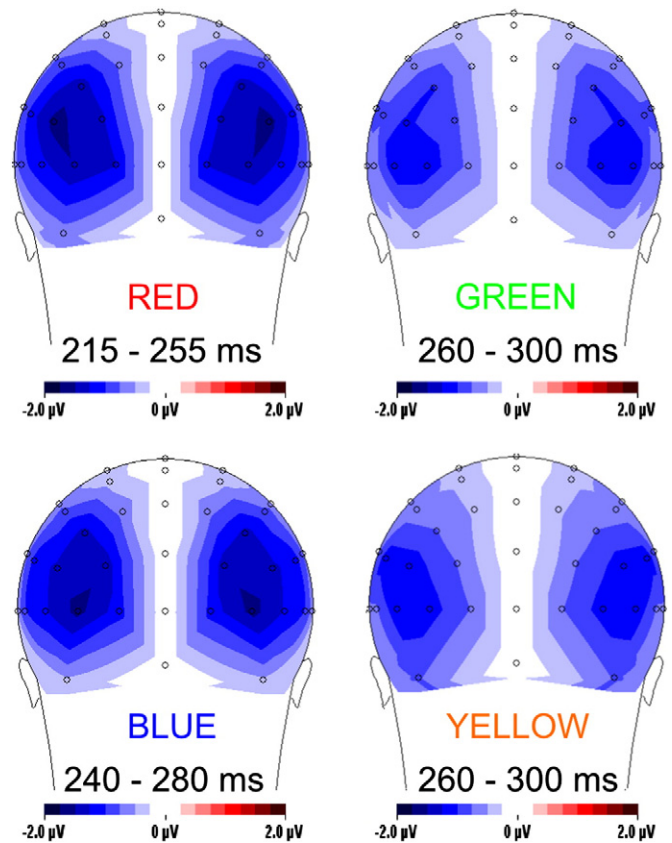 RED
215 - 255 ms
-2.0 µV 0 µV 2.0 µV
GREEN
260 - 300 ms
-2.0 µV 0 µV 2.0 µV
BLUE
240 - 280 ms
-2.0 µV 0 µV 2.0 µV
YELLOW
260 - 300 ms
-2.0 µV 0 µV 2.0 µV